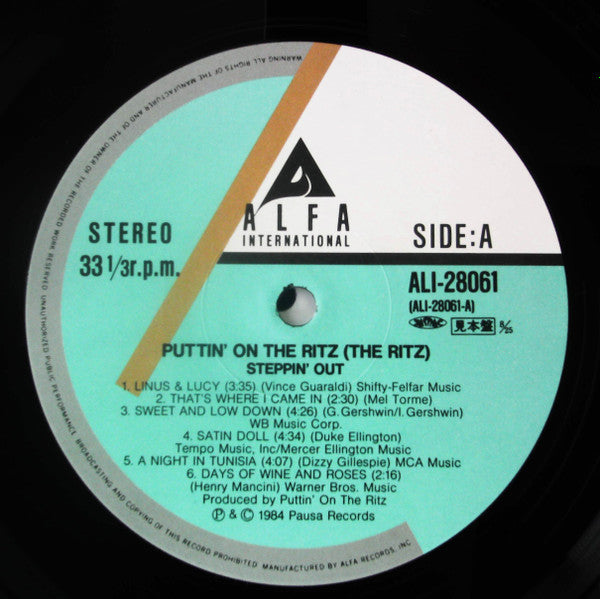 WARNING: ALL RIGHTS OF THE MANUFACTURER AND OF THE OWNER OF THE RECORDED WORK RESERVED. UNAUTHORIZED PUBLIC PERFORMANCE BROADCASTING AND COPYING OF THIS RECORD PROHIBITED MANUFACTURED BY ALFA RECORDS, INC
ALFA
INTERNATIONAL
STEREO
33 1/3 r.p.m.
SIDE:A
ALI-28061
(ALI-28061-A)
見本盤 8/25
PUTTIN' ON THE RITZ (THE RITZ)
STEPPIN' OUT
1. LINUS & LUCY (3:35) (Vince Guaraldi) Shifty-Felfar Music
2. THAT'S WHERE I CAME IN (2:30) (Mel Torme)
3. SWEET AND LOW DOWN (4:26) (G.Gershwin/I.Gershwin)
WB Music Corp.
4. SATIN DOLL (4:34) (Duke Ellington)
Tempo Music, Inc/Mercer Ellington Music
5. A NIGHT IN TUNISIA (4:07) (Dizzy Gillespie) MCA Music
6. DAYS OF WINE AND ROSES (2:16)
(Henry Mancini) Warner Bros. Music
Produced by Puttin' On The Ritz
Ⓟ & © 1984 Pausa Records